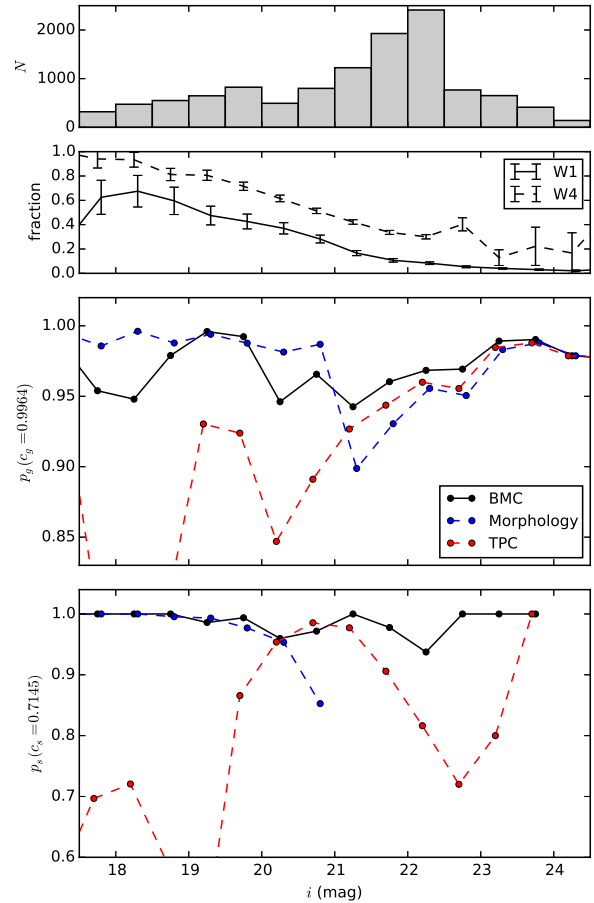 2000
1000
0
N
1.0
0.8
0.6
0.4
0.2
0.0
fraction
W1
W4
1.00
0.95
0.90
0.85
p_g (c_g = 0.9964)
BMC
Morphology
TPC
1.0
0.9
0.8
0.7
0.6
p_s (c_s = 0.7145)
18 19 20 21 22 23 24
i (mag)